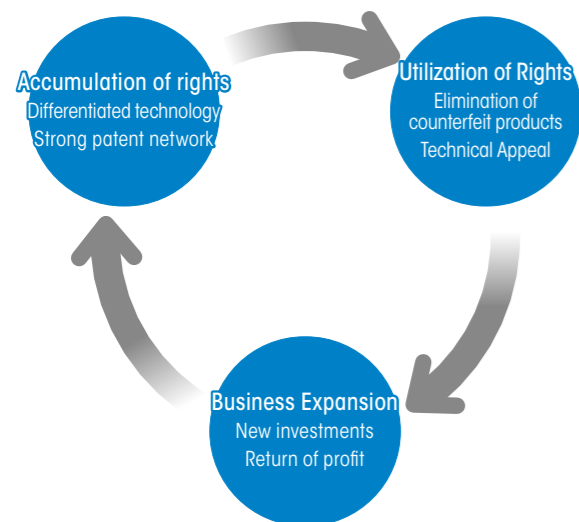 Accumulation of rights
Differentiated technology
Strong patent network
Utilization of Rights
Elimination of
counterfeit products
Technical Appeal
Business Expansion
New investments
Return of profit